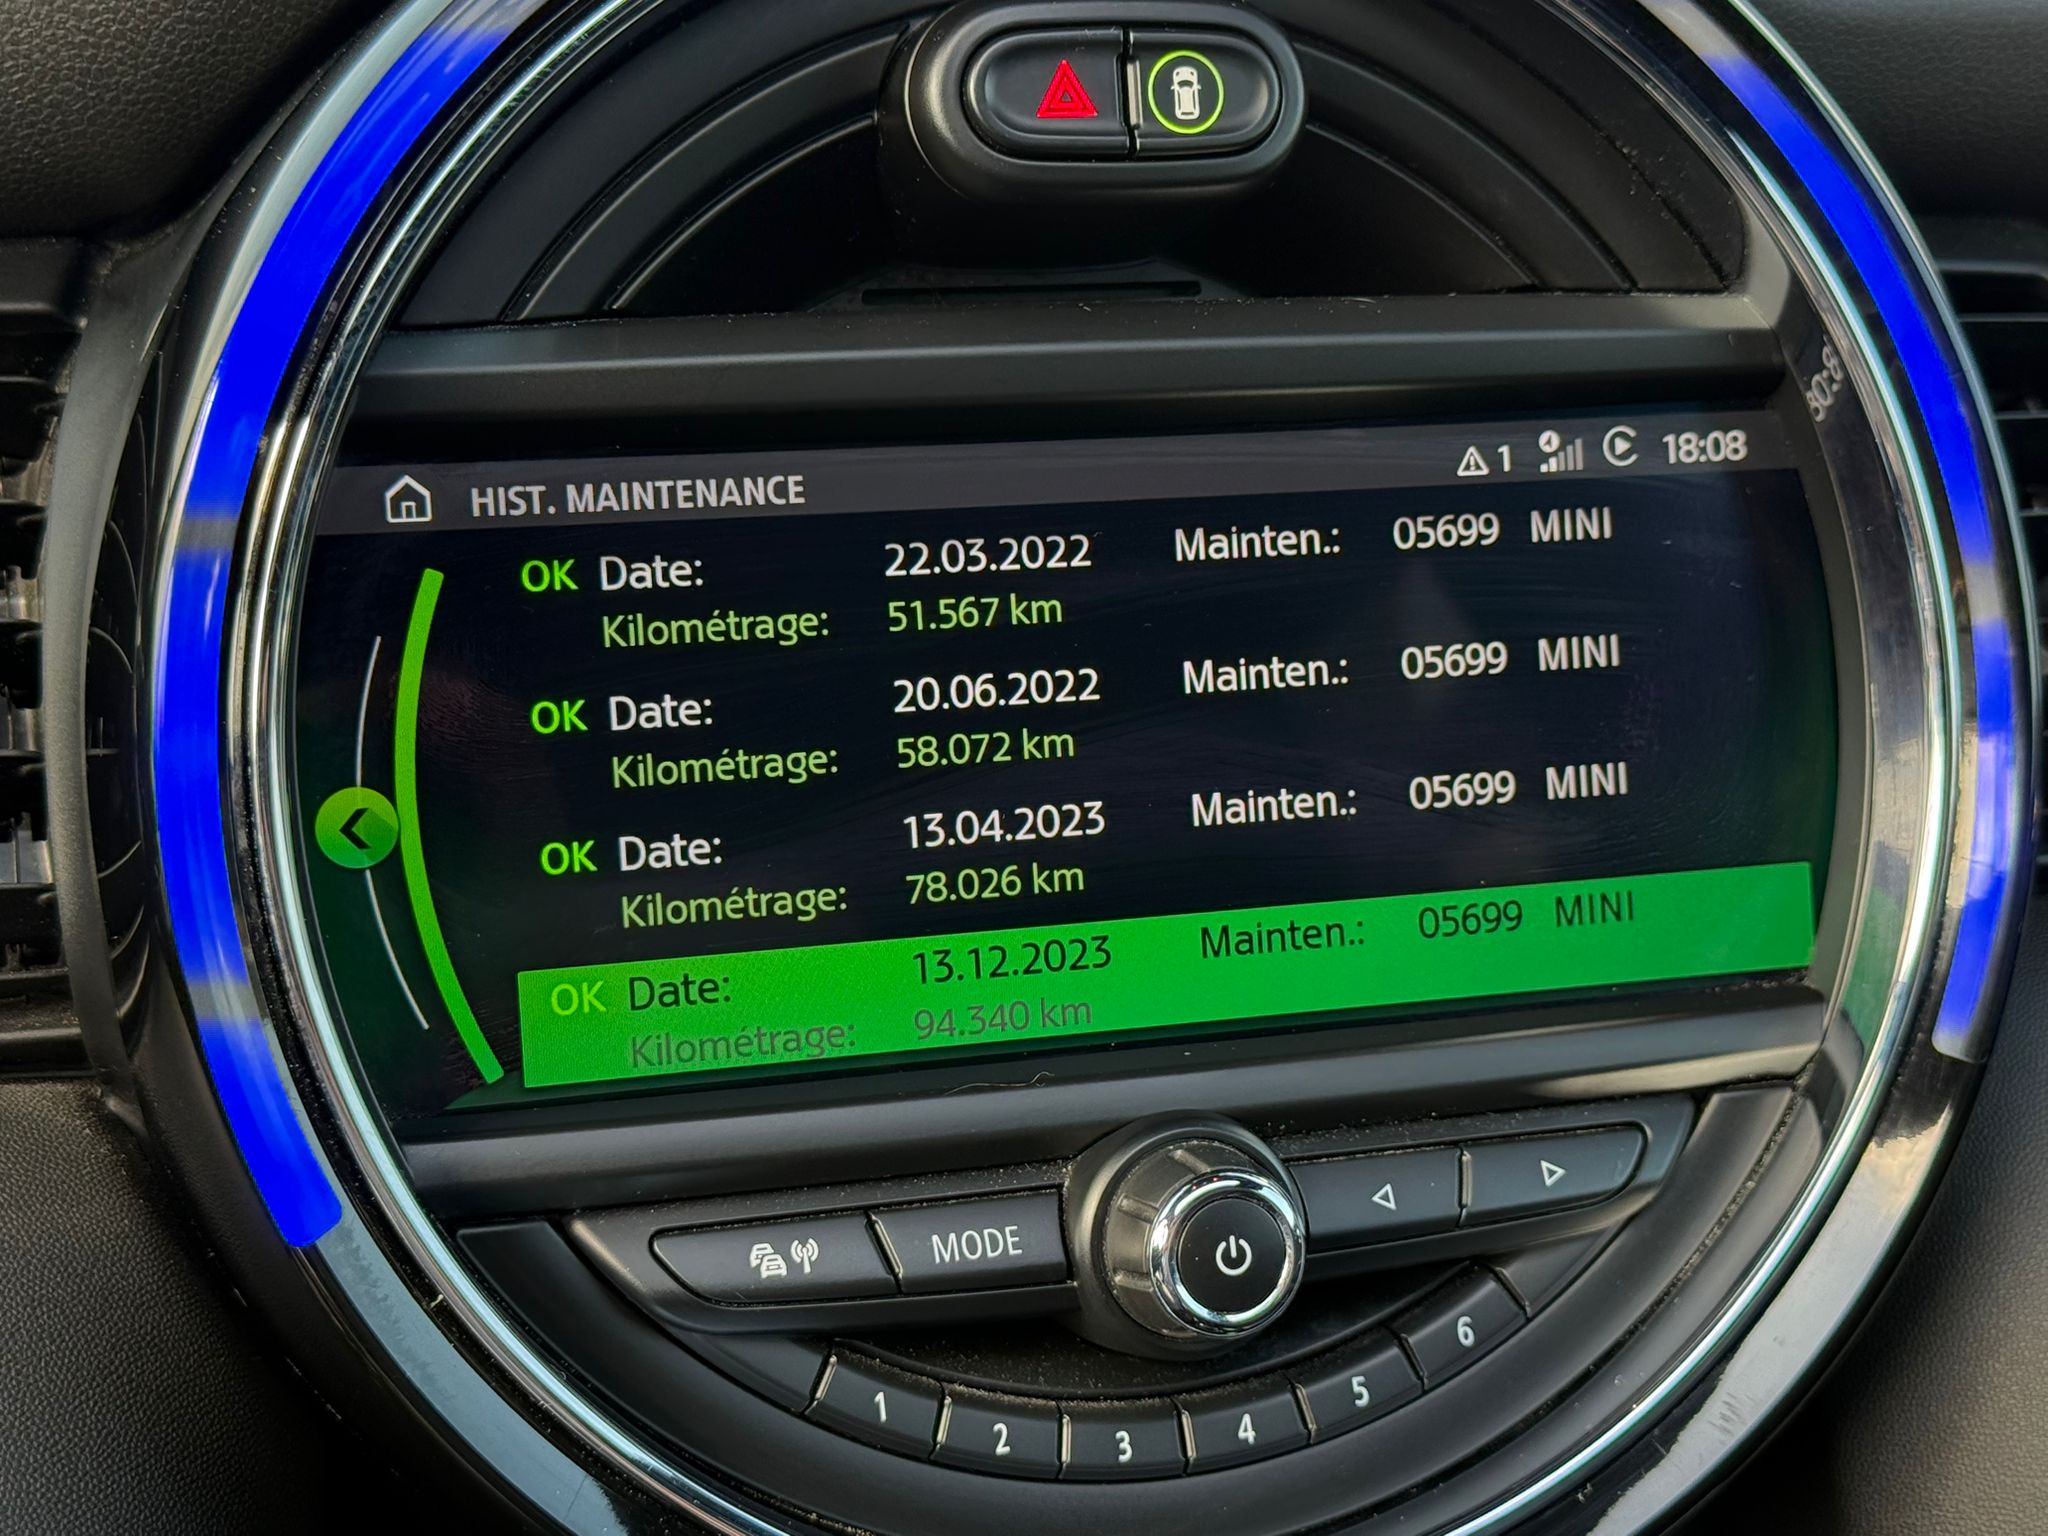 HIST. MAINTENANCE 1 18:08
OK Date: 22.03.2022 Mainten.: 05699 MINI
Kilométrage: 51.567 km
OK Date: 20.06.2022 Mainten.: 05699 MINI
Kilométrage: 58.072 km
OK Date: 13.04.2023 Mainten.: 05699 MINI
Kilométrage: 78.026 km
OK Date: 13.12.2023 Mainten.: 05699 MINI
Kilométrage: 94.340 km
MODE
1 2 3 4 5 6